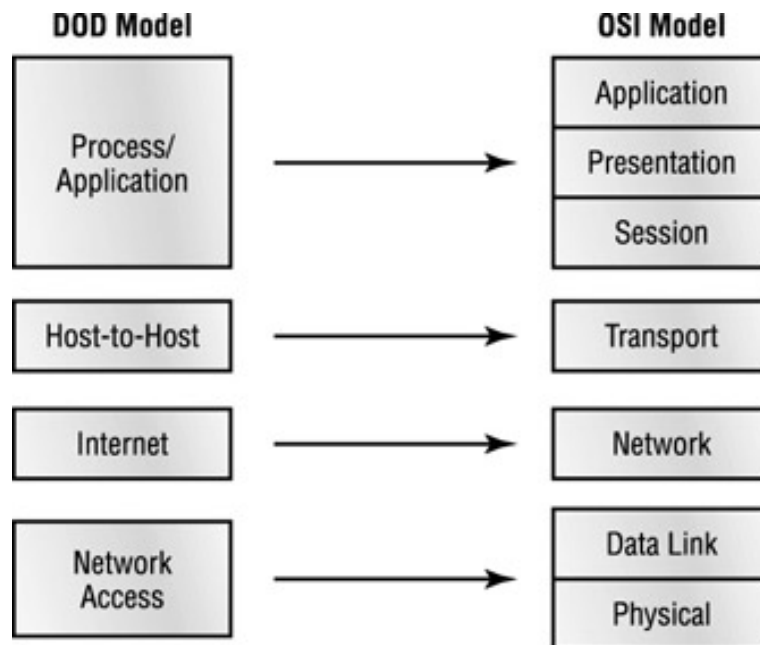 DOD Model
OSI Model
Process/
Application
Application
Presentation
Session
Host-to-Host
Transport
Internet
Network
Network
Access
Data Link
Physical